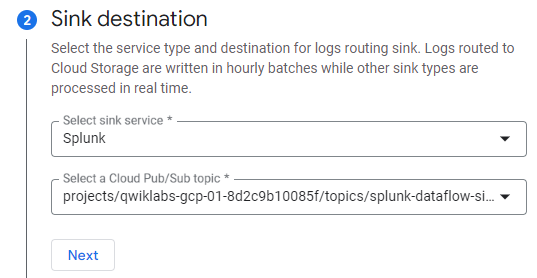 2 Sink destination
Select the service type and destination for logs routing sink. Logs routed to
Cloud Storage are written in hourly batches while other sink types are
processed in real time.
Select sink service *
Splunk
Select a Cloud Pub/Sub topic *
projects/qwiklabs-gcp-01-8d2c9b10085f/topics/splunk-dataflow-si...
Next